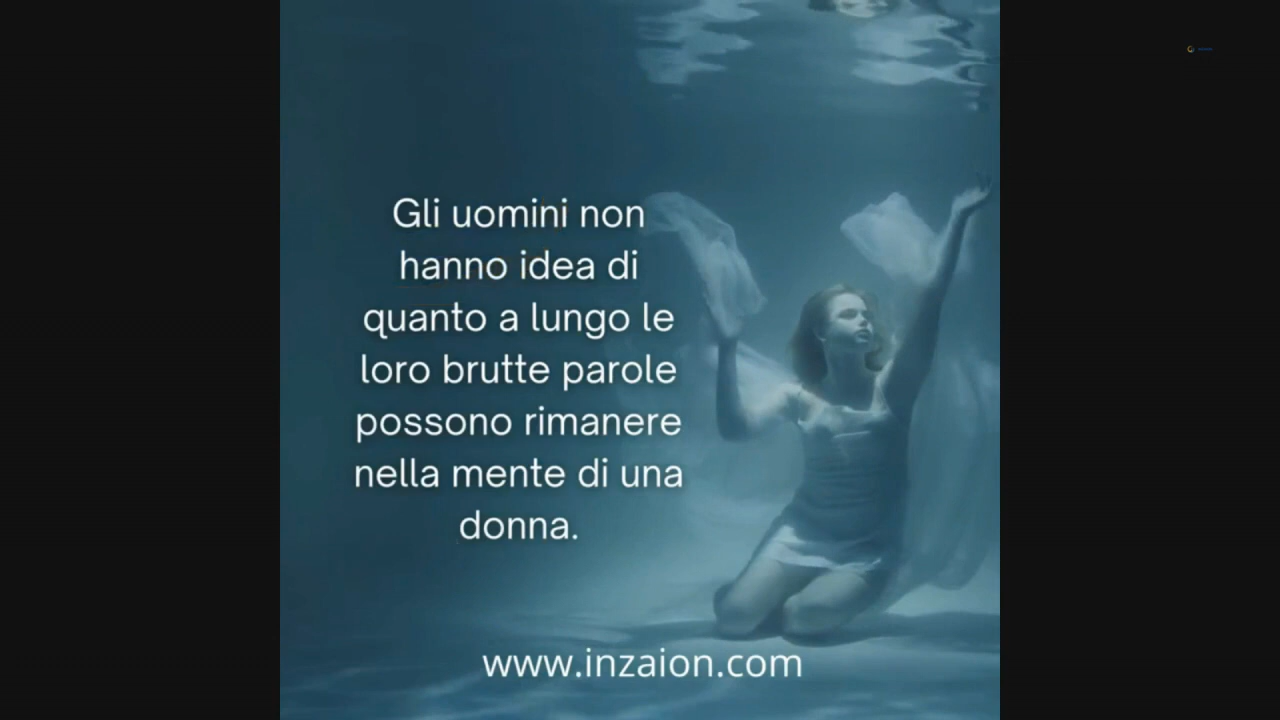 Gli uomini non
hanno idea di
quanto a lungo le
loro brutte parole
possono rimanere
nella mente di una
donna.
www.inzaion.com